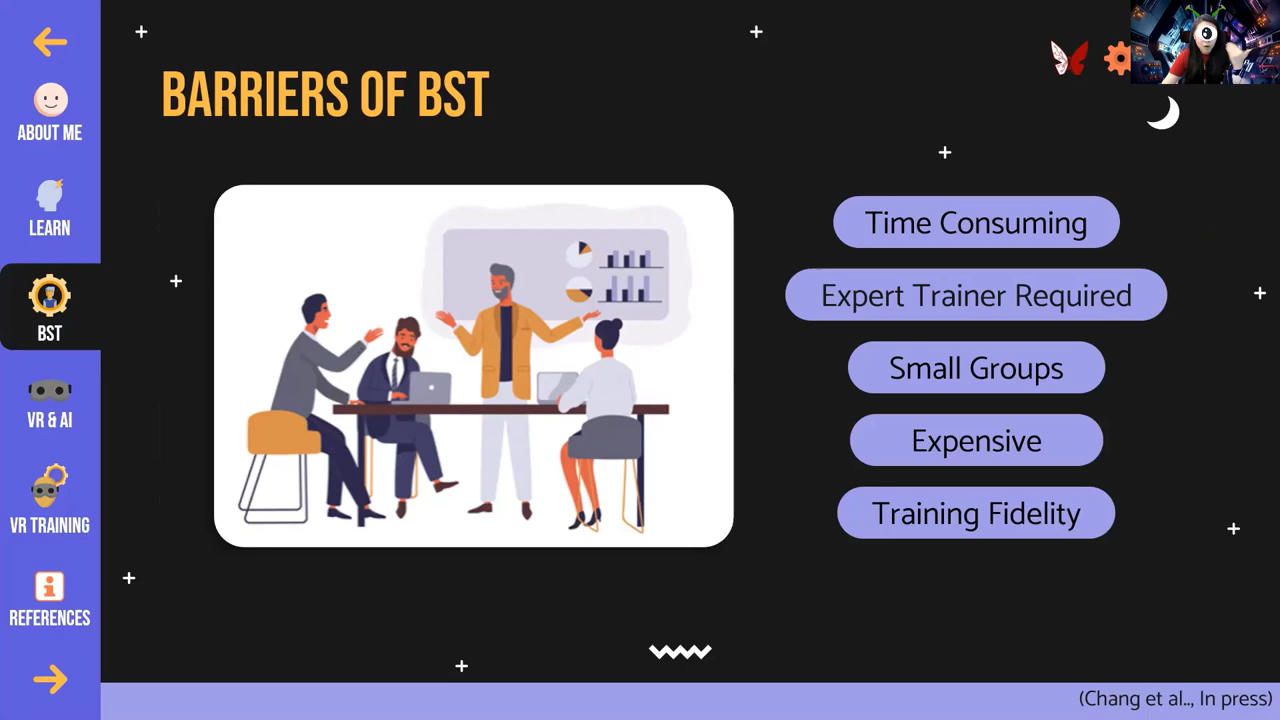 BARRIERS OF BST
ABOUT ME
LEARN
BST
VR & AI
VR TRAINING
REFERENCES
Time Consuming
Expert Trainer Required
Small Groups
Expensive
Training Fidelity
(Chang et al.., In press)